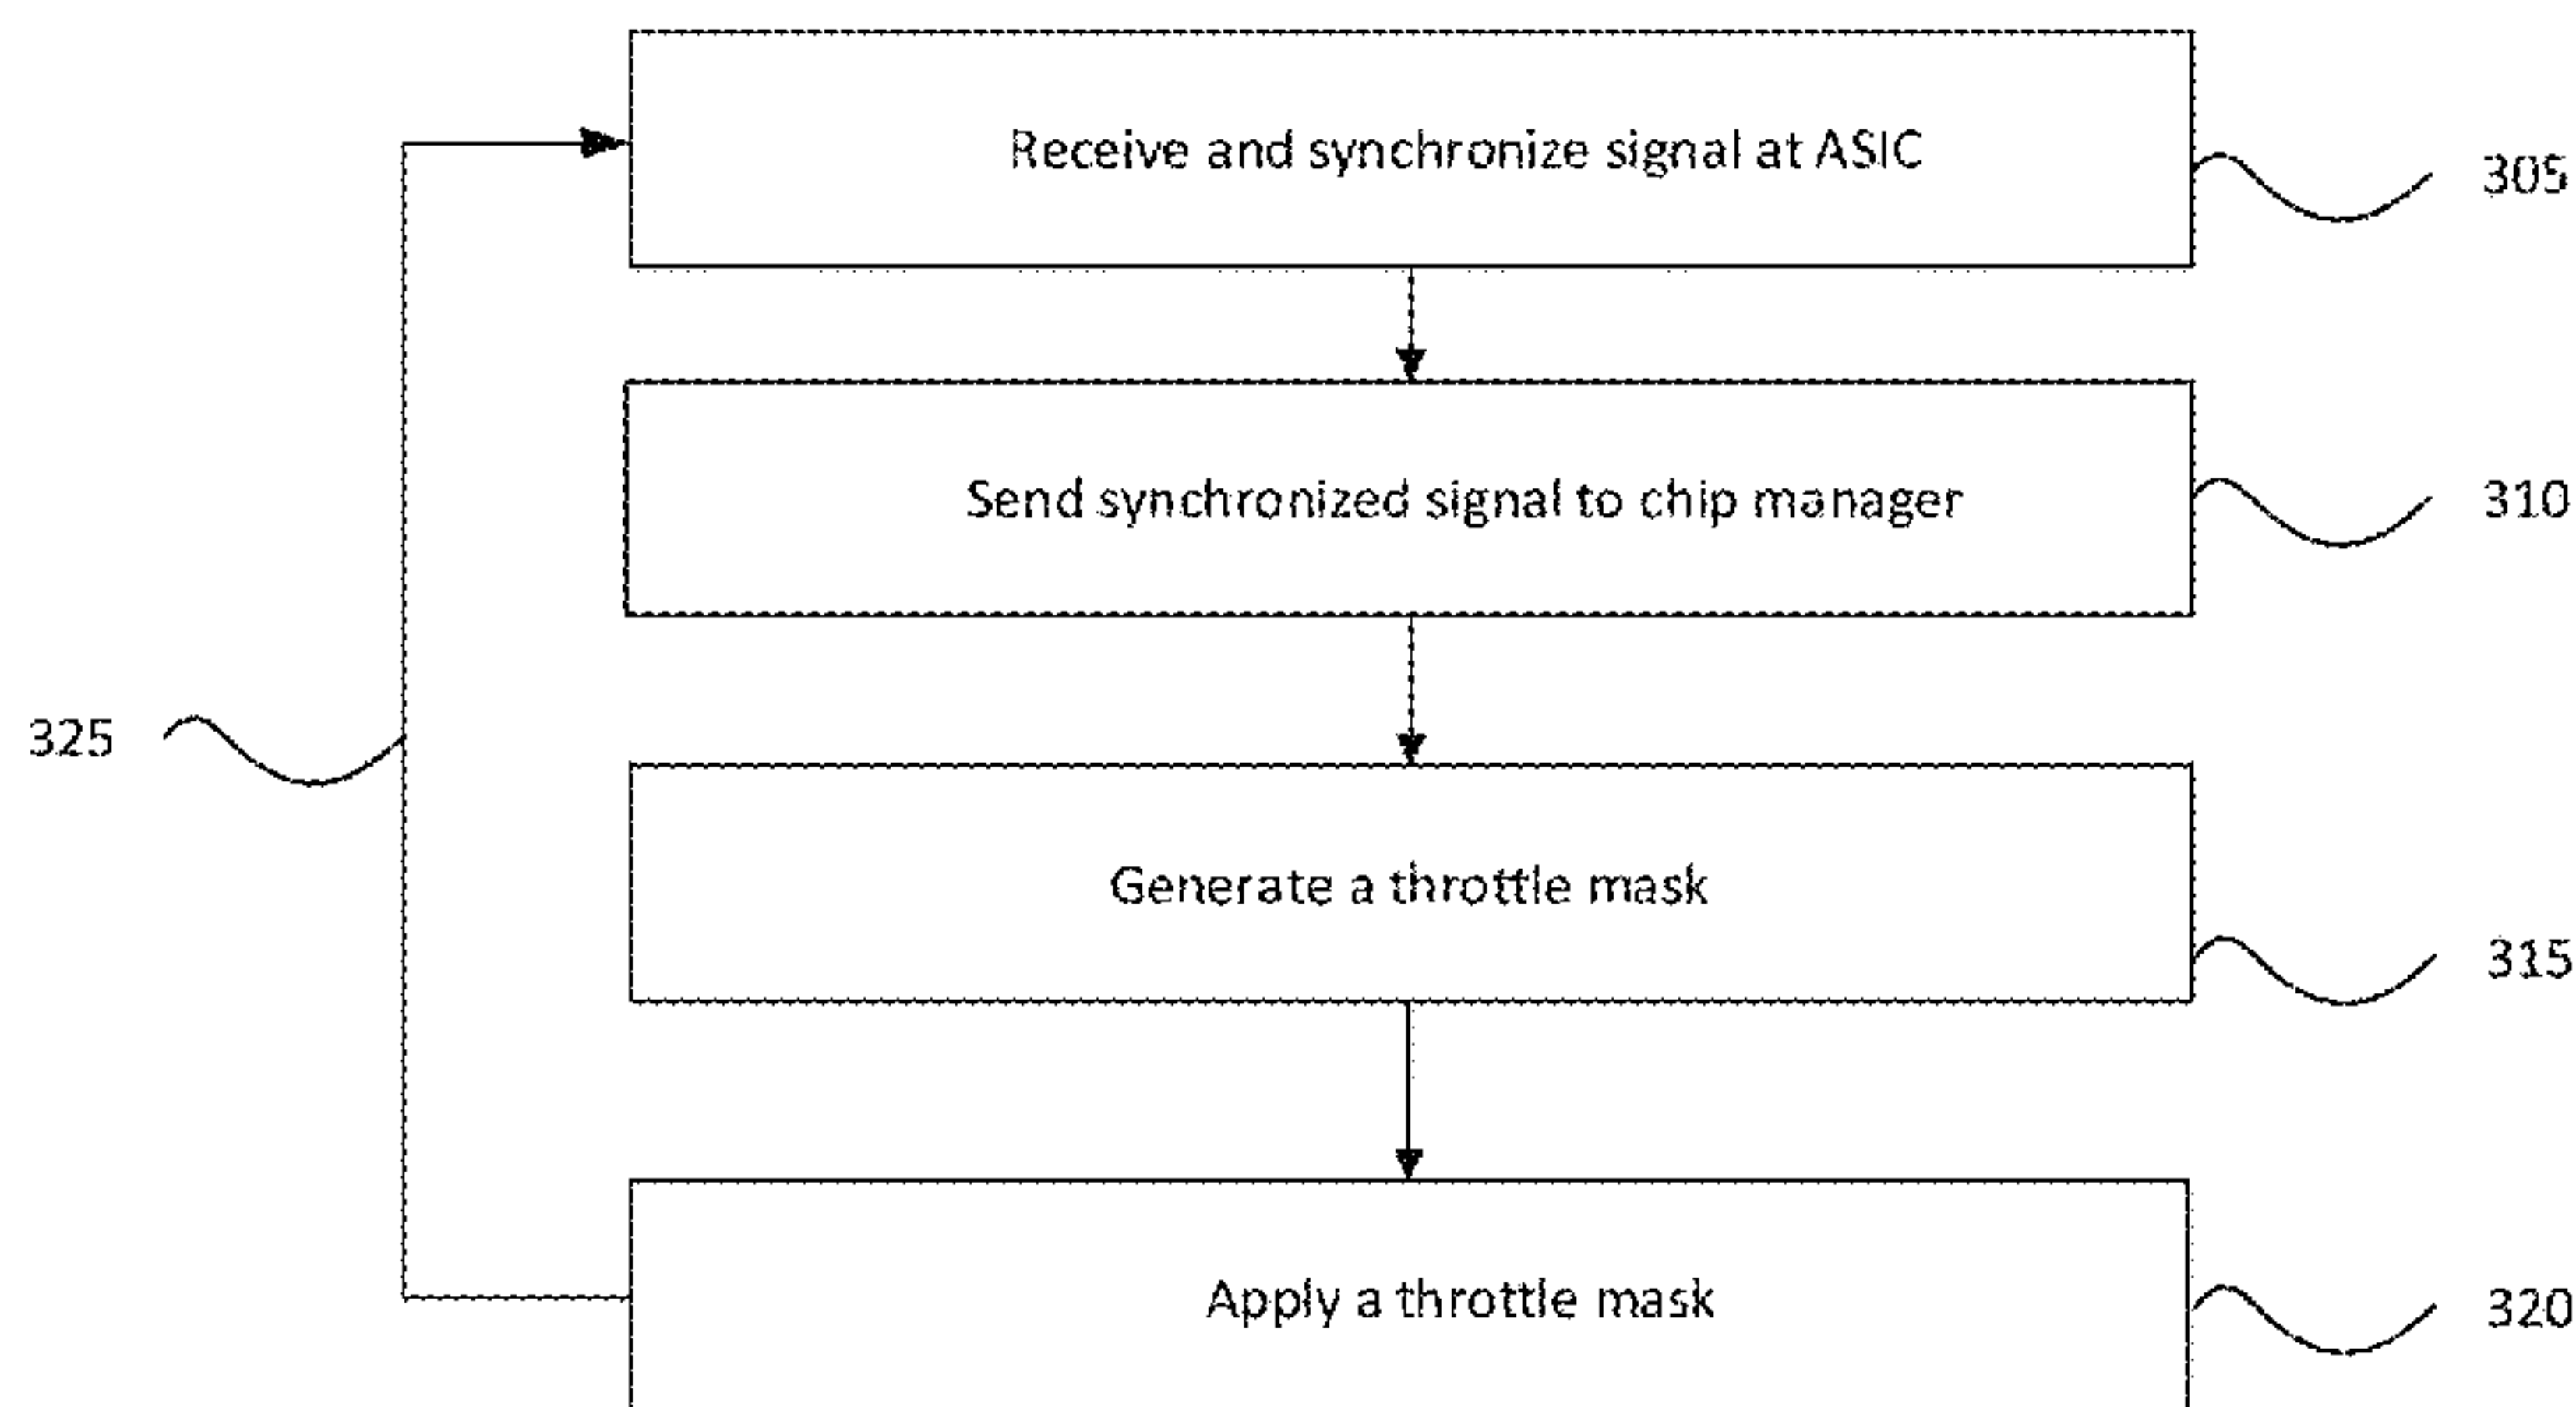 Receive and synchronize signal at ASIC
305
Send synchronized signal to chip manager
310
325
Generate a throttle mask
315
Apply a throttle mask
320